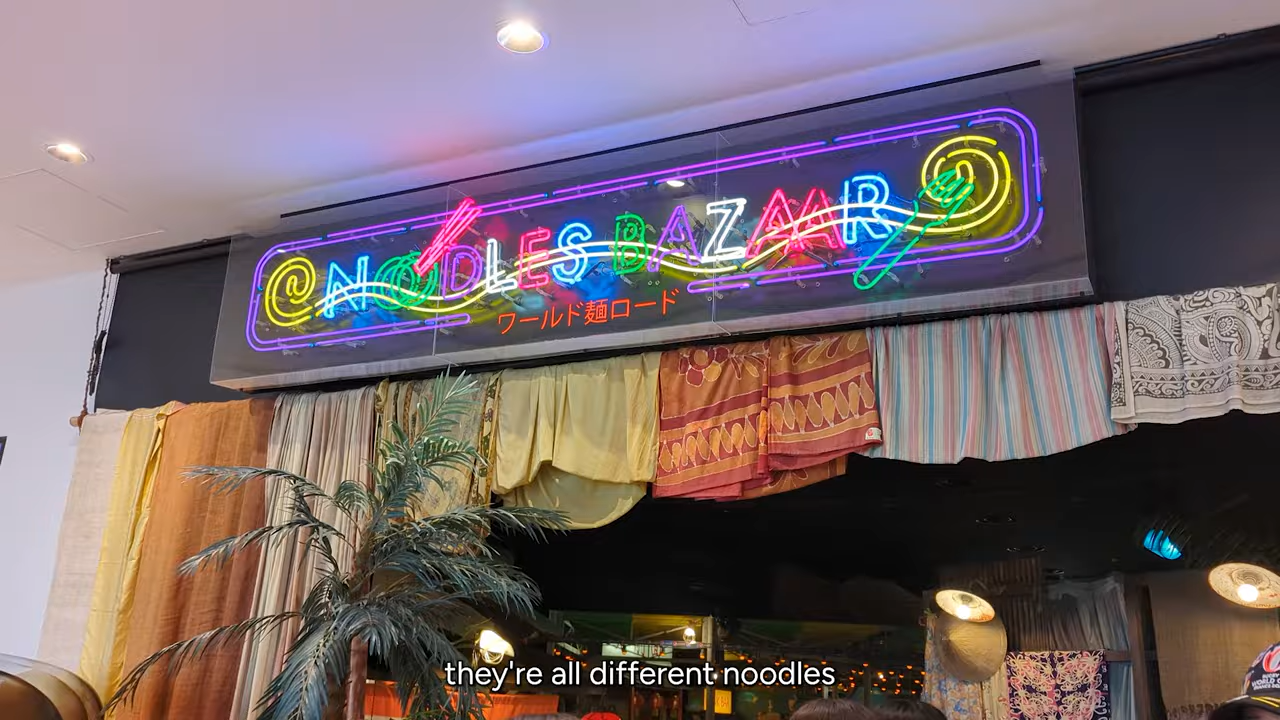 NOODLES BAZAAR
ワールド麺ロード
they're all different noodles